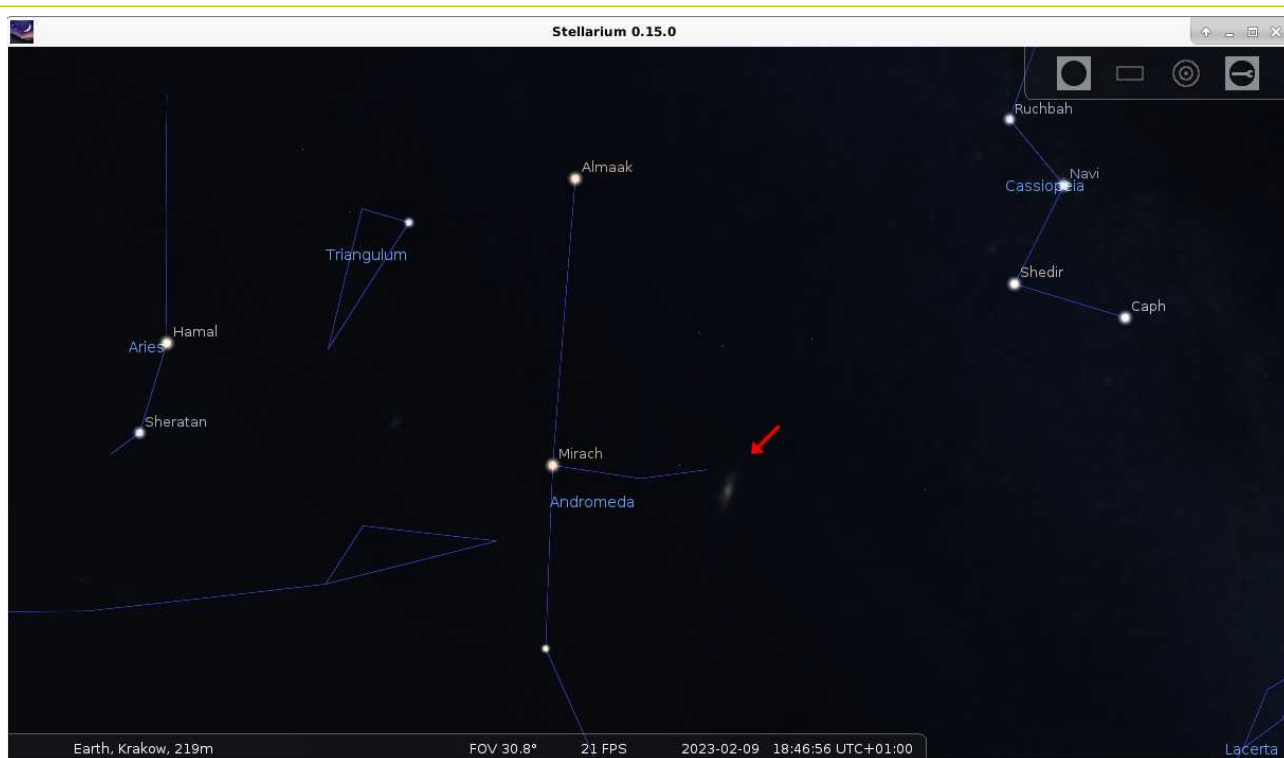 Stellarium 0.15.0
Ruchbah
Almaak
Navi
Cassiopeia
Triangulum
Shedir
Caph
Hamal
Aries
Sheratan
Mirach
Andromeda
Earth, Krakow, 219m FOV 30.8° 21 FPS 2023-02-09 18:46:56 UTC+01:00
Lacerta